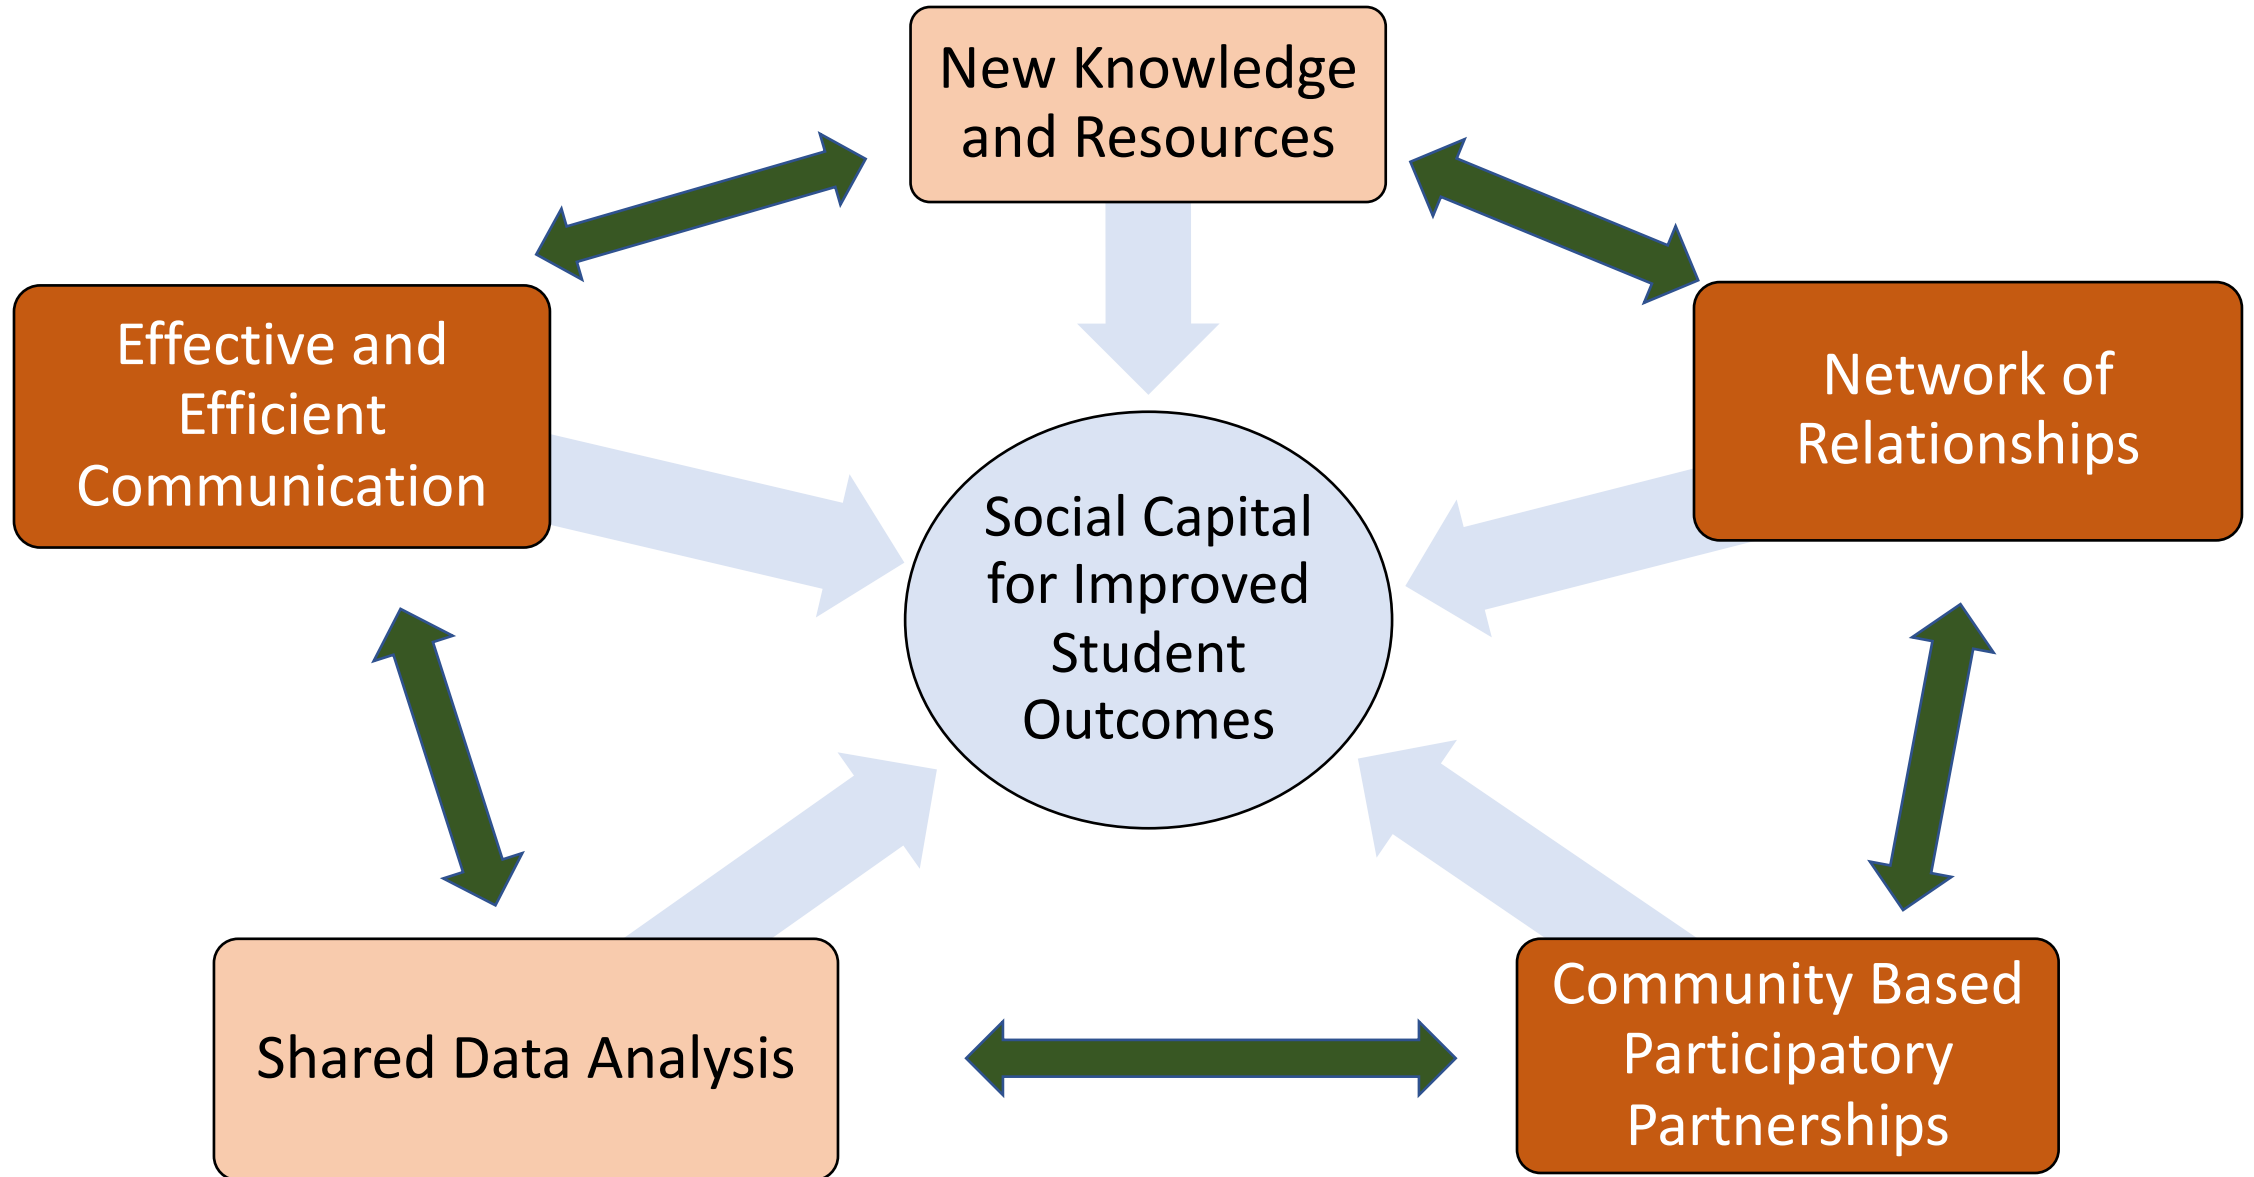 New Knowledge
and Resources
Effective and
Efficient
Communication
Network of
Relationships
Social Capital
for Improved
Student
Outcomes
Shared Data Analysis
Community Based
Participatory
Partnerships